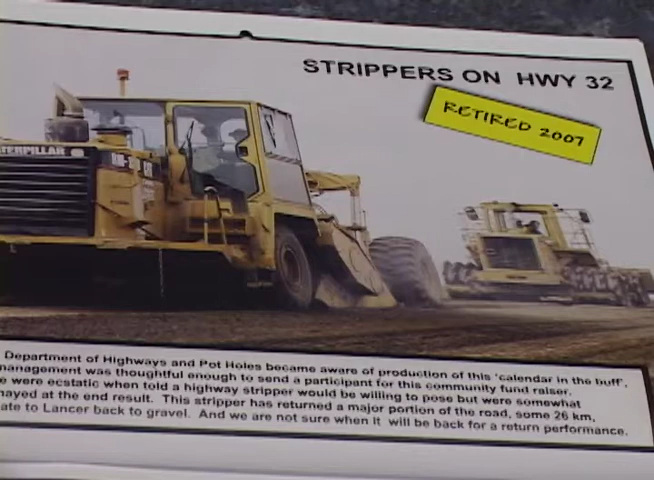 STRIPPERS ON HWY 32
RETIRED 2007
TERPILLAR
Department of Highways and Pot Holes became aware of production of this 'calendar in the buff',
management was thoughtful enough to send a participant for this community fund raiser.
were ecstatic when told a highway stripper would be willing to pose but were somewhat
mayed at the end result. This stripper has returned a major portion of the road, some 26 km,
ate to Lancer back to gravel. And we are not sure when it will be back for a return performance.